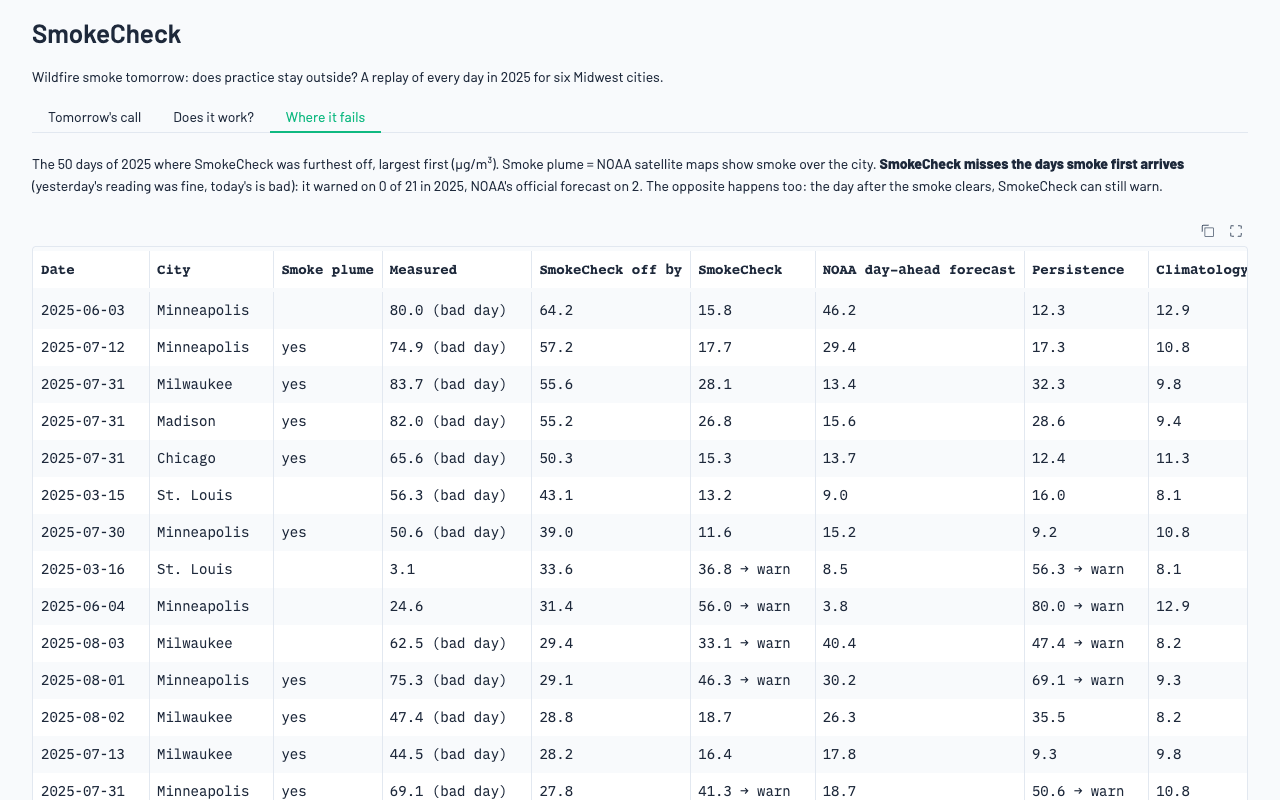 SmokeCheck
Wildfire smoke tomorrow: does practice stay outside? A replay of every day in 2025 for six Midwest cities.
Tomorrow's call Does it work? Where it fails
The 50 days of 2025 where SmokeCheck was furthest off, largest first (µg/m³). Smoke plume = NOAA satellite maps show smoke over the city. SmokeCheck misses the days smoke first arrives
(yesterday's reading was fine, today's is bad): it warned on 0 of 21 in 2025, NOAA's official forecast on 2. The opposite happens too: the day after the smoke clears, SmokeCheck can still warn.
Date City Smoke plume Measured SmokeCheck off by SmokeCheck NOAA day-ahead forecast Persistence Climatology
2025-06-03 Minneapolis 80.0 (bad day) 64.2 15.8 46.2 12.3 12.9
2025-07-12 Minneapolis yes 74.9 (bad day) 57.2 17.7 29.4 17.3 10.8
2025-07-31 Milwaukee yes 83.7 (bad day) 55.6 28.1 13.4 32.3 9.8
2025-07-31 Madison yes 82.0 (bad day) 55.2 26.8 15.6 28.6 9.4
2025-07-31 Chicago yes 65.6 (bad day) 50.3 15.3 13.7 12.4 11.3
2025-03-15 St. Louis 56.3 (bad day) 43.1 13.2 9.0 16.0 8.1
2025-07-30 Minneapolis yes 50.6 (bad day) 39.0 11.6 15.2 9.2 10.8
2025-03-16 St. Louis 3.1 33.6 36.8 → warn 8.5 56.3 → warn 8.1
2025-06-04 Minneapolis 24.6 31.4 56.0 → warn 3.8 80.0 → warn 12.9
2025-08-03 Milwaukee 62.5 (bad day) 29.4 33.1 → warn 40.4 47.4 → warn 8.2
2025-08-01 Minneapolis yes 75.3 (bad day) 29.1 46.3 → warn 30.2 69.1 → warn 9.3
2025-08-02 Milwaukee yes 47.4 (bad day) 28.8 18.7 26.3 35.5 8.2
2025-07-13 Milwaukee yes 44.5 (bad day) 28.2 16.4 17.8 9.3 9.8
2025-07-31 Minneapolis yes 69.1 (bad day) 27.8 41.3 → warn 18.7 50.6 → warn 10.8